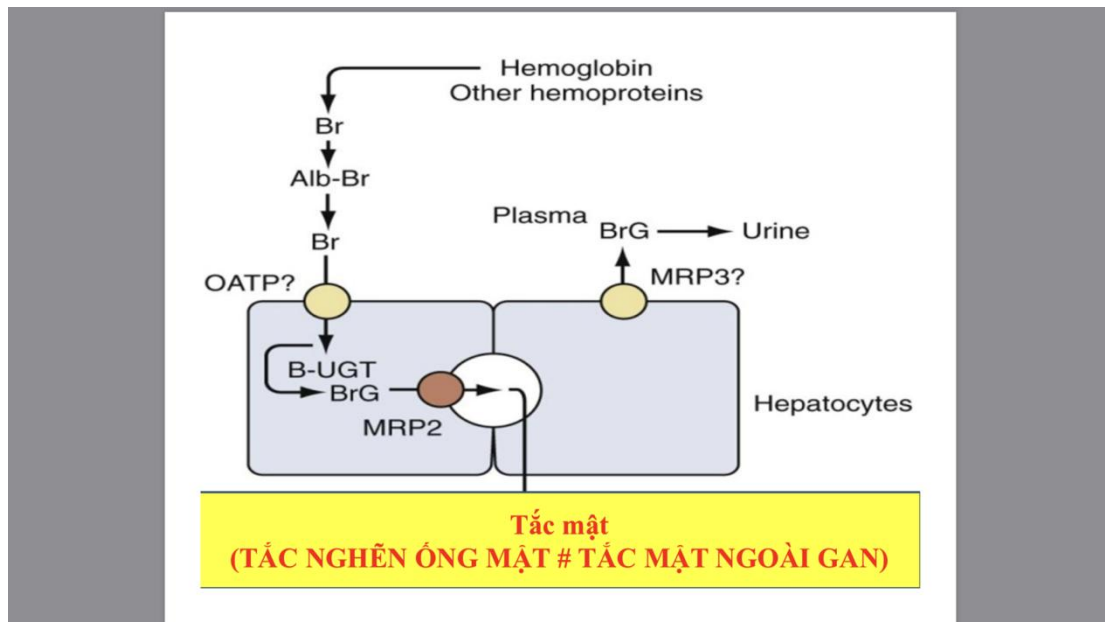 Hemoglobin
Other hemoproteins
Br
Alb-Br
Br
Plasma
BrG
Urine
OATP?
MRP3?
B-UGT
BrG
MRP2
Hepatocytes
Tắc mật
(TẮC NGHẼN ỐNG MẬT # TẮC MẬT NGOÀI GAN)